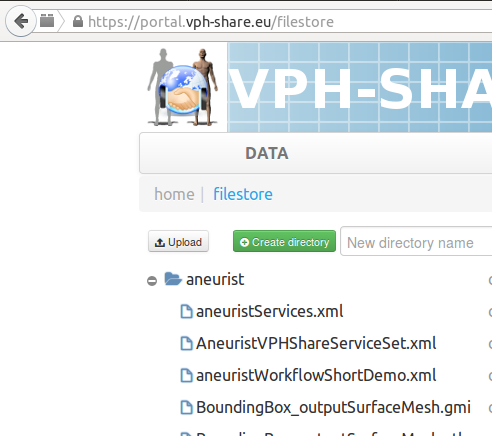 https://portal.vph-share.eu/filestore
VPH-SHA
DATA
home | filestore
Upload Create directory New directory name
aneurist
aneuristServices.xml
AneuristVPHShareServiceSet.xml
aneuristWorkflowShortDemo.xml
BoundingBox_outputSurfaceMesh.gmi